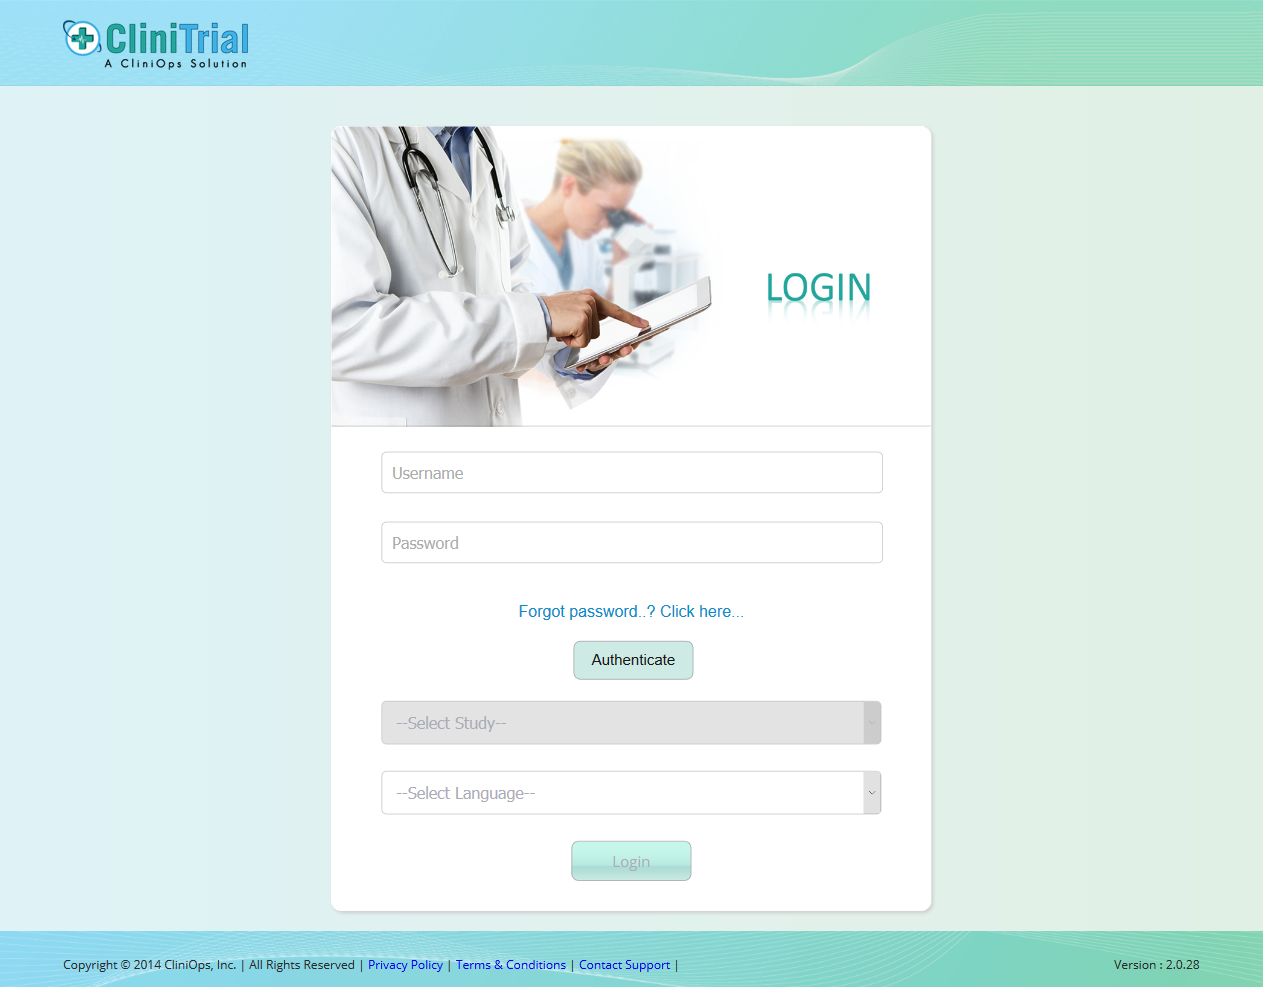 CliniTrial
A CliniOps Solution
LOGIN
Username
Password
Forgot password..? Click here...
Authenticate
--Select Study--
--Select Language--
Login
Copyright © 2014 CliniOps, Inc. | All Rights Reserved | Privacy Policy | Terms & Conditions | Contact Support |
Version : 2.0.28